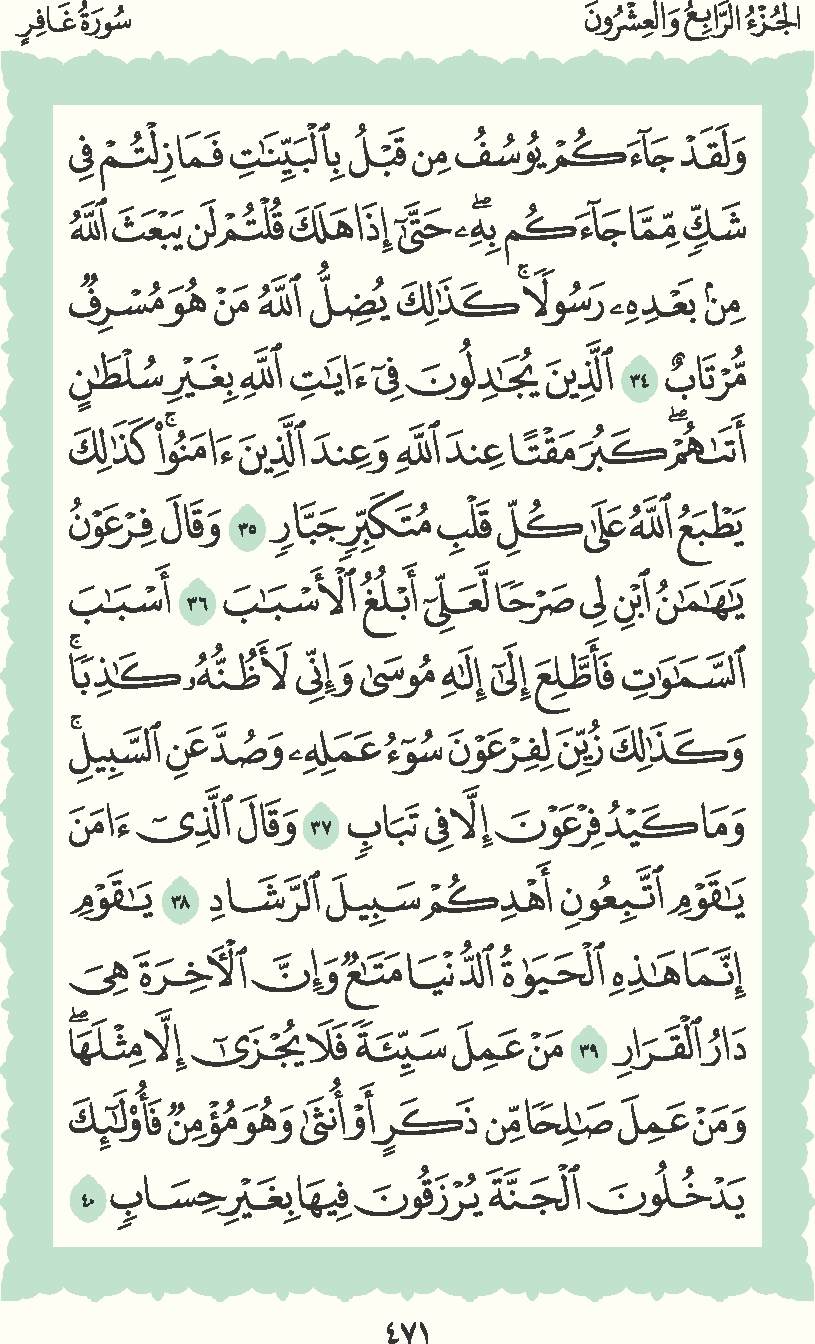 الجُزْءُ الرَّابِعُ وَالْعِشْرُونَ
سُورَةُ غَافِرٍ
وَلَقَدْ جَآءَكُمْ يُوسُفُ مِن قَبْلُ بِٱلْبَيِّنَٰتِ فَمَا زِلْتُمْ فِى
شَكٍّ مِّمَّا جَآءَكُم بِهِۦۖ حَتَّىٰٓ إِذَا هَلَكَ قُلْتُمْ لَن يَبْعَثَ ٱللَّهُ
مِنۢ بَعْدِهِۦ رَسُولًاۚ كَذَٰلِكَ يُضِلُّ ٱللَّهُ مَنْ هُوَ مُسْرِفٌ
مُّرْتَابٌ ٣٤ ٱلَّذِينَ يُجَٰدِلُونَ فِىٓ ءَايَٰتِ ٱللَّهِ بِغَيْرِ سُلْطَٰنٍ
أَتَىٰهُمْۖ كَبُرَ مَقْتًا عِندَ ٱللَّهِ وَعِندَ ٱلَّذِينَ ءَامَنُوا۟ۚ كَذَٰلِكَ
يَطْبَعُ ٱللَّهُ عَلَىٰ كُلِّ قَلْبِ مُتَكَبِّرٍ جَبَّارٍ ٣٥ وَقَالَ فِرْعَوْنُ
يَٰهَٰمَٰنُ ٱبْنِ لِى صَرْحًا لَّعَلِّىٓ أَبْلُغُ ٱلْأَسْبَٰبَ ٣٦ أَسْبَٰبَ
ٱلسَّمَٰوَٰتِ فَأَطَّلِعَ إِلَىٰٓ إِلَٰهِ مُوسَىٰ وَإِنِّى لَأَظُنُّهُۥ كَٰذِبًاۚ
وَكَذَٰلِكَ زُيِّنَ لِفِرْعَوْنَ سُوٓءُ عَمَلِهِۦ وَصُدَّ عَنِ ٱلسَّبِيلِۚ
وَمَا كَيْدُ فِرْعَوْنَ إِلَّا فِى تَبَابٍ ٣٧ وَقَالَ ٱلَّذِىٓ ءَامَنَ
يَٰقَوْمِ ٱتَّبِعُونِ أَهْدِكُمْ سَبِيلَ ٱلرَّشَادِ ٣٨ يَٰقَوْمِ
إِنَّمَا هَٰذِهِ ٱلْحَيَوٰةُ ٱلدُّنْيَا مَتَٰعٌ وَإِنَّ ٱلْءَاخِرَةَ هِىَ
دَارُ ٱلْقَرَارِ ٣٩ مَنْ عَمِلَ سَيِّئَةً فَلَا يُجْزَىٰٓ إِلَّا مِثْلَهَاۖ
وَمَنْ عَمِلَ صَٰلِحًا مِّن ذَكَرٍ أَوْ أُنثَىٰ وَهُوَ مُؤْمِنٌ فَأُو۟لَٰٓئِكَ
يَدْخُلُونَ ٱلْجَنَّةَ يُرْزَقُونَ فِيهَا بِغَيْرِ حِسَابٍ ٤٠
٤٧١